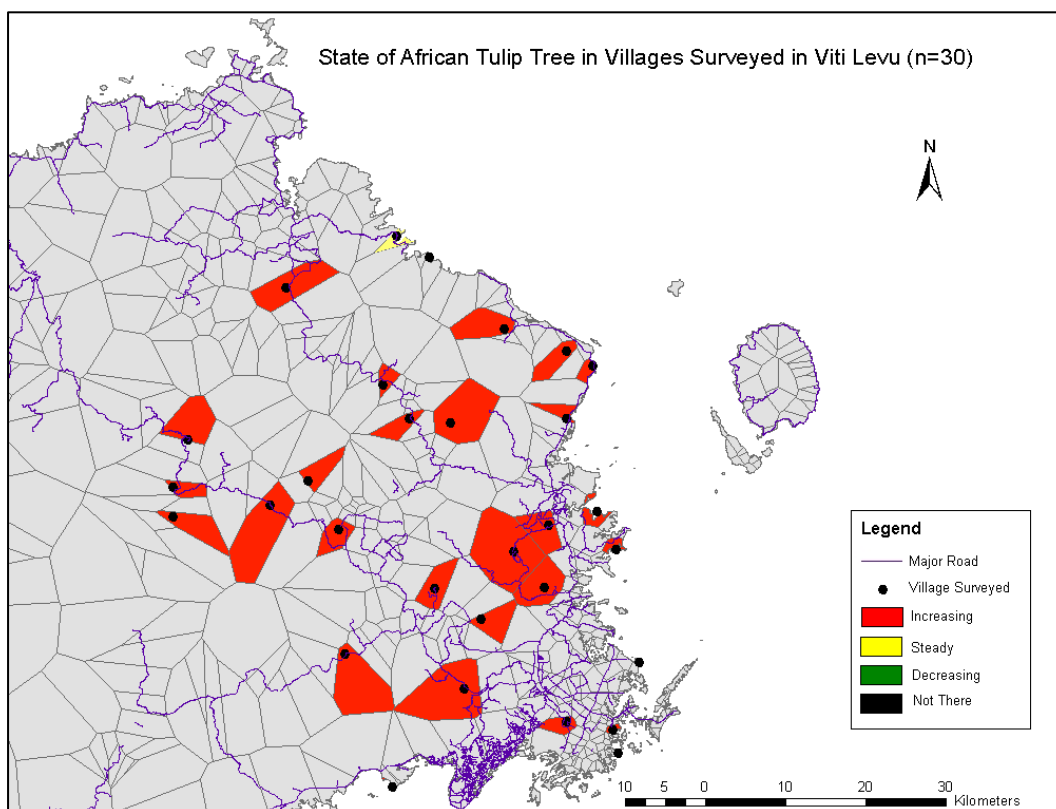 State of African Tulip Tree in Villages Surveyed in Viti Levu (n=30)
N
Legend
Major Road
Village Surveyed
Increasing
Steady
Decreasing
Not There
10 5 0 10 20 30
Kilometers